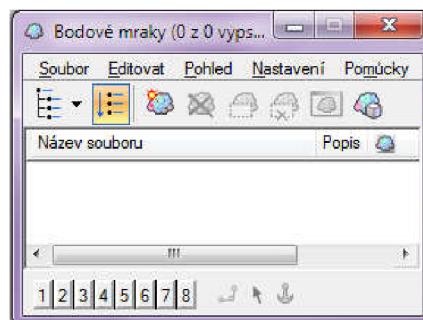 Bodové mraky (0 z 0 vyps...
Soubor Editovat Pohled Nastavení Pomůcky
Název souboru Popis
1 2 3 4 5 6 7 8